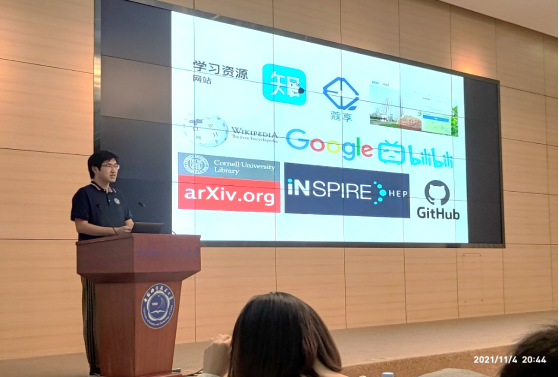 学习资源
网站
知乎
蔻享
WIKIPEDIA
The Free Encyclopedia
Google
bilibili
Cornell University
Library
arXiv.org
iNSPIRE HEP
GitHub
2021/11/4 20:44